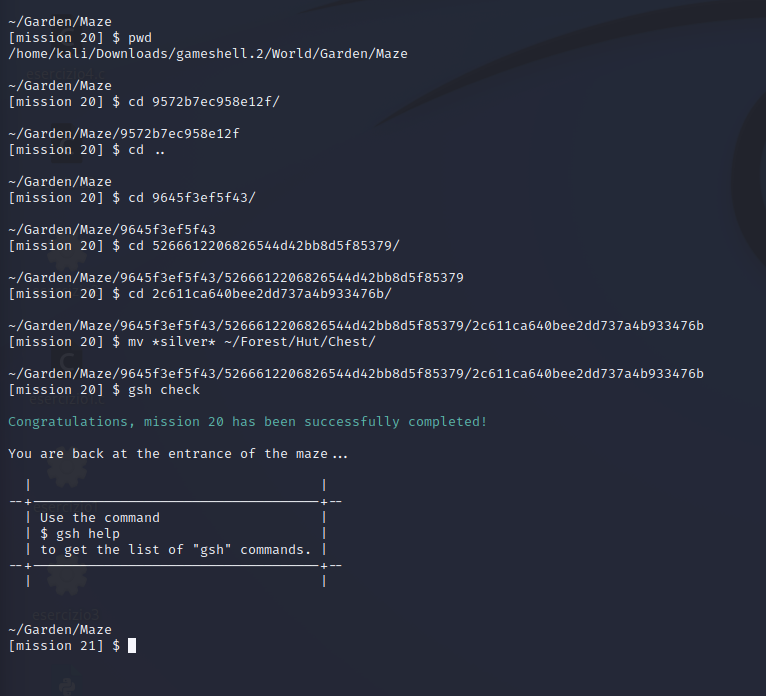 ~/Garden/Maze
[mission 20] $ pwd
/home/kali/Downloads/gameshell.2/World/Garden/Maze
~/Garden/Maze
[mission 20] $ cd 9572b7ec958e12f/
~/Garden/Maze/9572b7ec958e12f
[mission 20] $ cd ..
~/Garden/Maze
[mission 20] $ cd 9645f3ef5f43/
~/Garden/Maze/9645f3ef5f43
[mission 20] $ cd 5266612206826544d42bb8d5f85379/
~/Garden/Maze/9645f3ef5f43/5266612206826544d42bb8d5f85379
[mission 20] $ cd 2c611ca640bee2dd737a4b933476b/
~/Garden/Maze/9645f3ef5f43/5266612206826544d42bb8d5f85379/2c611ca640bee2dd737a4b933476b
[mission 20] $ mv *silver* ~/Forest/Hut/Chest/
~/Garden/Maze/9645f3ef5f43/5266612206826544d42bb8d5f85379/2c611ca640bee2dd737a4b933476b
[mission 20] $ gsh check
Congratulations, mission 20 has been successfully completed!
You are back at the entrance of the maze...
Use the command
$ gsh help
to get the list of "gsh" commands.
~/Garden/Maze
[mission 21] $